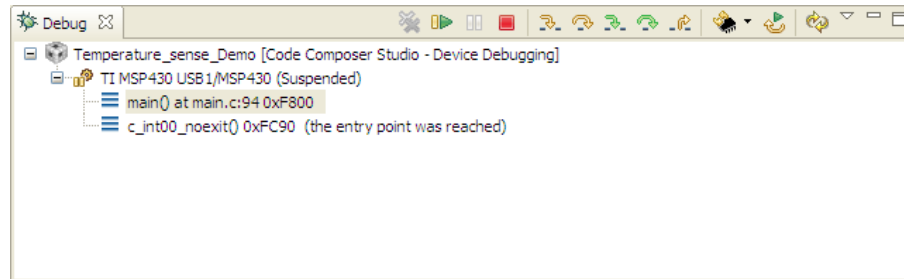 Debug
Temperature_sense_Demo [Code Composer Studio - Device Debugging]
TI MSP430 USB1/MSP430 (Suspended)
main() at main.c:94 0xF800
c_int00_noexit() 0xFC90 (the entry point was reached)